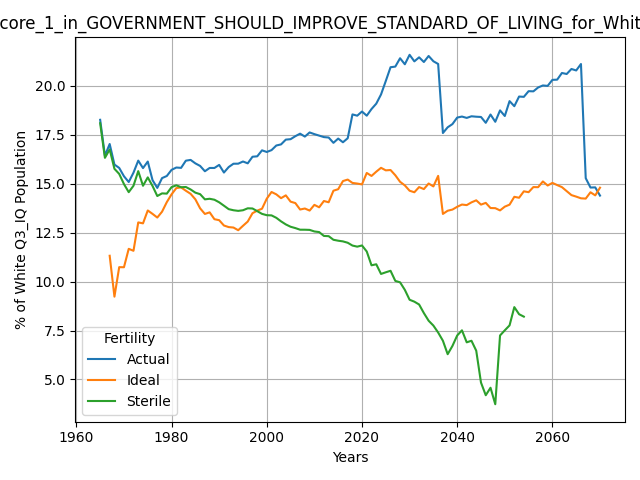 core_1_in_GOVERNMENT_SHOULD_IMPROVE_STANDARD_OF_LIVING_for_Whit
% of White Q3_IQ Population
20.0
17.5
15.0
12.5
10.0
7.5
5.0
Fertility
Actual
Ideal
Sterile
1960
1980
2000
2020
2040
2060
Years